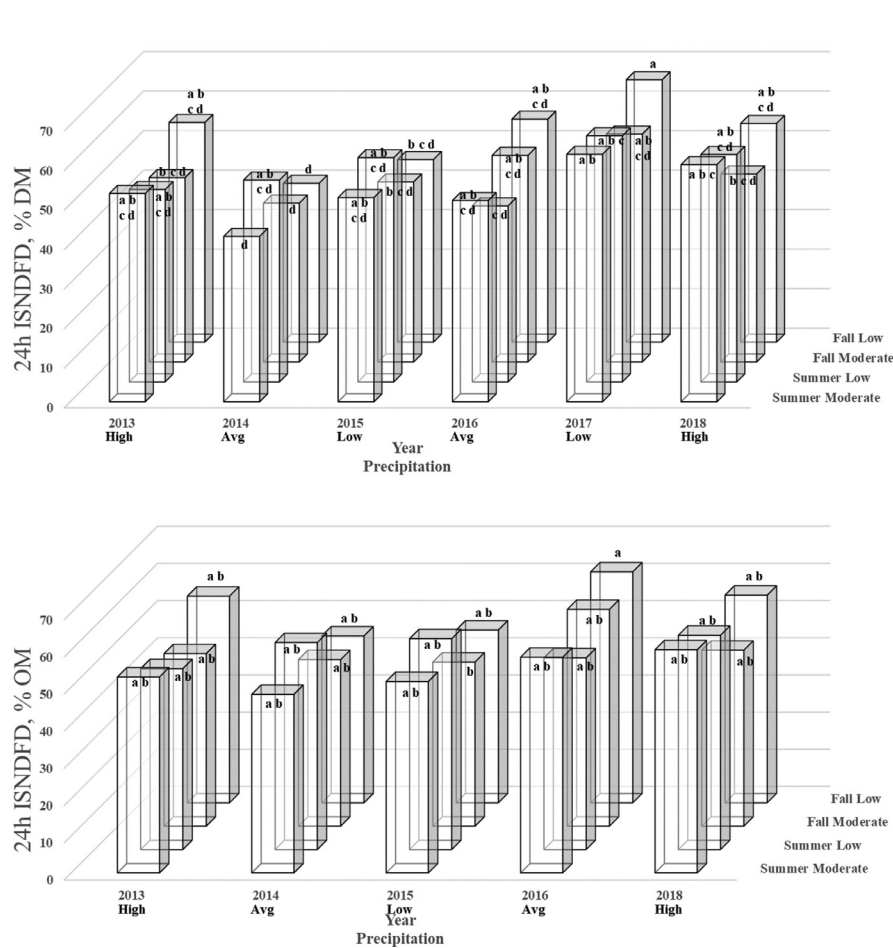 24h ISNDFD, % DM
70
60
50
40
30
20
10
0
a b
c d
b c d
a b
c d
a b
c d
d
a b
c d
d
d
b c d
a b
c d
b c d
a b
c d
a b
c d
a b
c d
a b
c d
c d
a
a b c
a b
c d
a b
a b
c d
a b
c d
a b c
b c d
Fall Low
Fall Moderate
Summer Low
Summer Moderate
2013
High
2014
Avg
2015
Low
2016
Avg
2017
Low
2018
High
Year
Precipitation
24h ISNDFD, % OM
70
60
50
40
30
20
10
0
a b
a b
a b
a b
a b
a b
a b
a b
a b
a b
b
a b
a
a b
a b
a b
a b
a b
a b
a b
Fall Low
Fall Moderate
Summer Low
Summer Moderate
2013
High
2014
Avg
2015
Low
2016
Avg
2018
High
Year
Precipitation